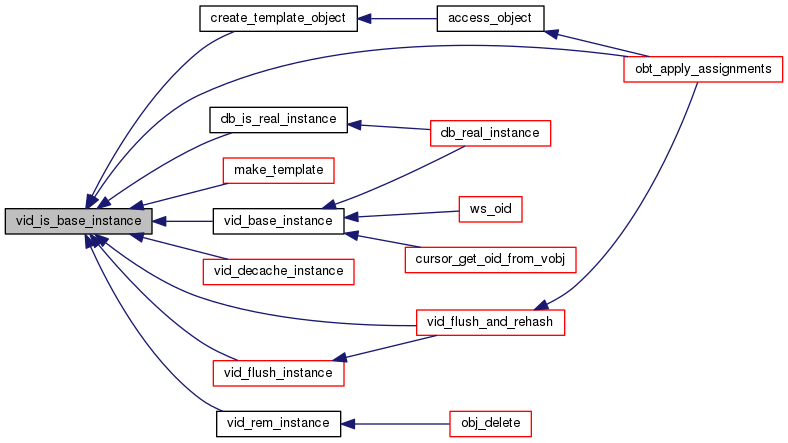 create_template_object
access_object
obt_apply_assignments
db_is_real_instance
db_real_instance
make_template
vid_is_base_instance
vid_base_instance
ws_oid
cursor_get_oid_from_vobj
vid_decache_instance
vid_flush_and_rehash
vid_flush_instance
vid_rem_instance
obj_delete